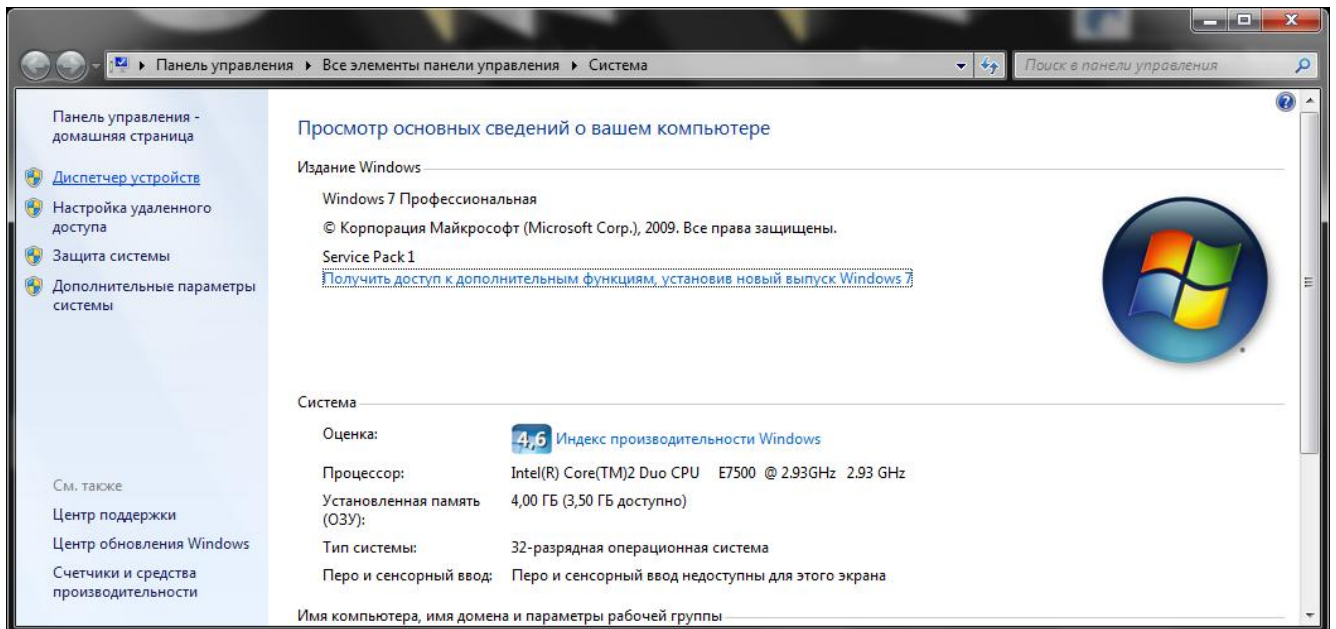 Панель управления ▸ Все элементы панели управления ▸ Система
Поиск в панели управления
Панель управления -
домашняя страница
Диспетчер устройств
Настройка удаленного
доступа
Защита системы
Дополнительные параметры
системы
См. также
Центр поддержки
Центр обновления Windows
Счетчики и средства
производительности
Просмотр основных сведений о вашем компьютере
Издание Windows
Windows 7 Профессиональная
© Корпорация Майкрософт (Microsoft Corp.), 2009. Все права защищены.
Service Pack 1
Получить доступ к дополнительным функциям, установив новый выпуск Windows 7
Система
Оценка: 4,6 Индекс производительности Windows
Процессор: Intel(R) Core(TM)2 Duo CPU E7500 @ 2.93GHz 2.93 GHz
Установленная память 4,00 ГБ (3,50 ГБ доступно)
(ОЗУ):
Тип системы: 32-разрядная операционная система
Перо и сенсорный ввод: Перо и сенсорный ввод недоступны для этого экрана
Имя компьютера, имя домена и параметры рабочей группы